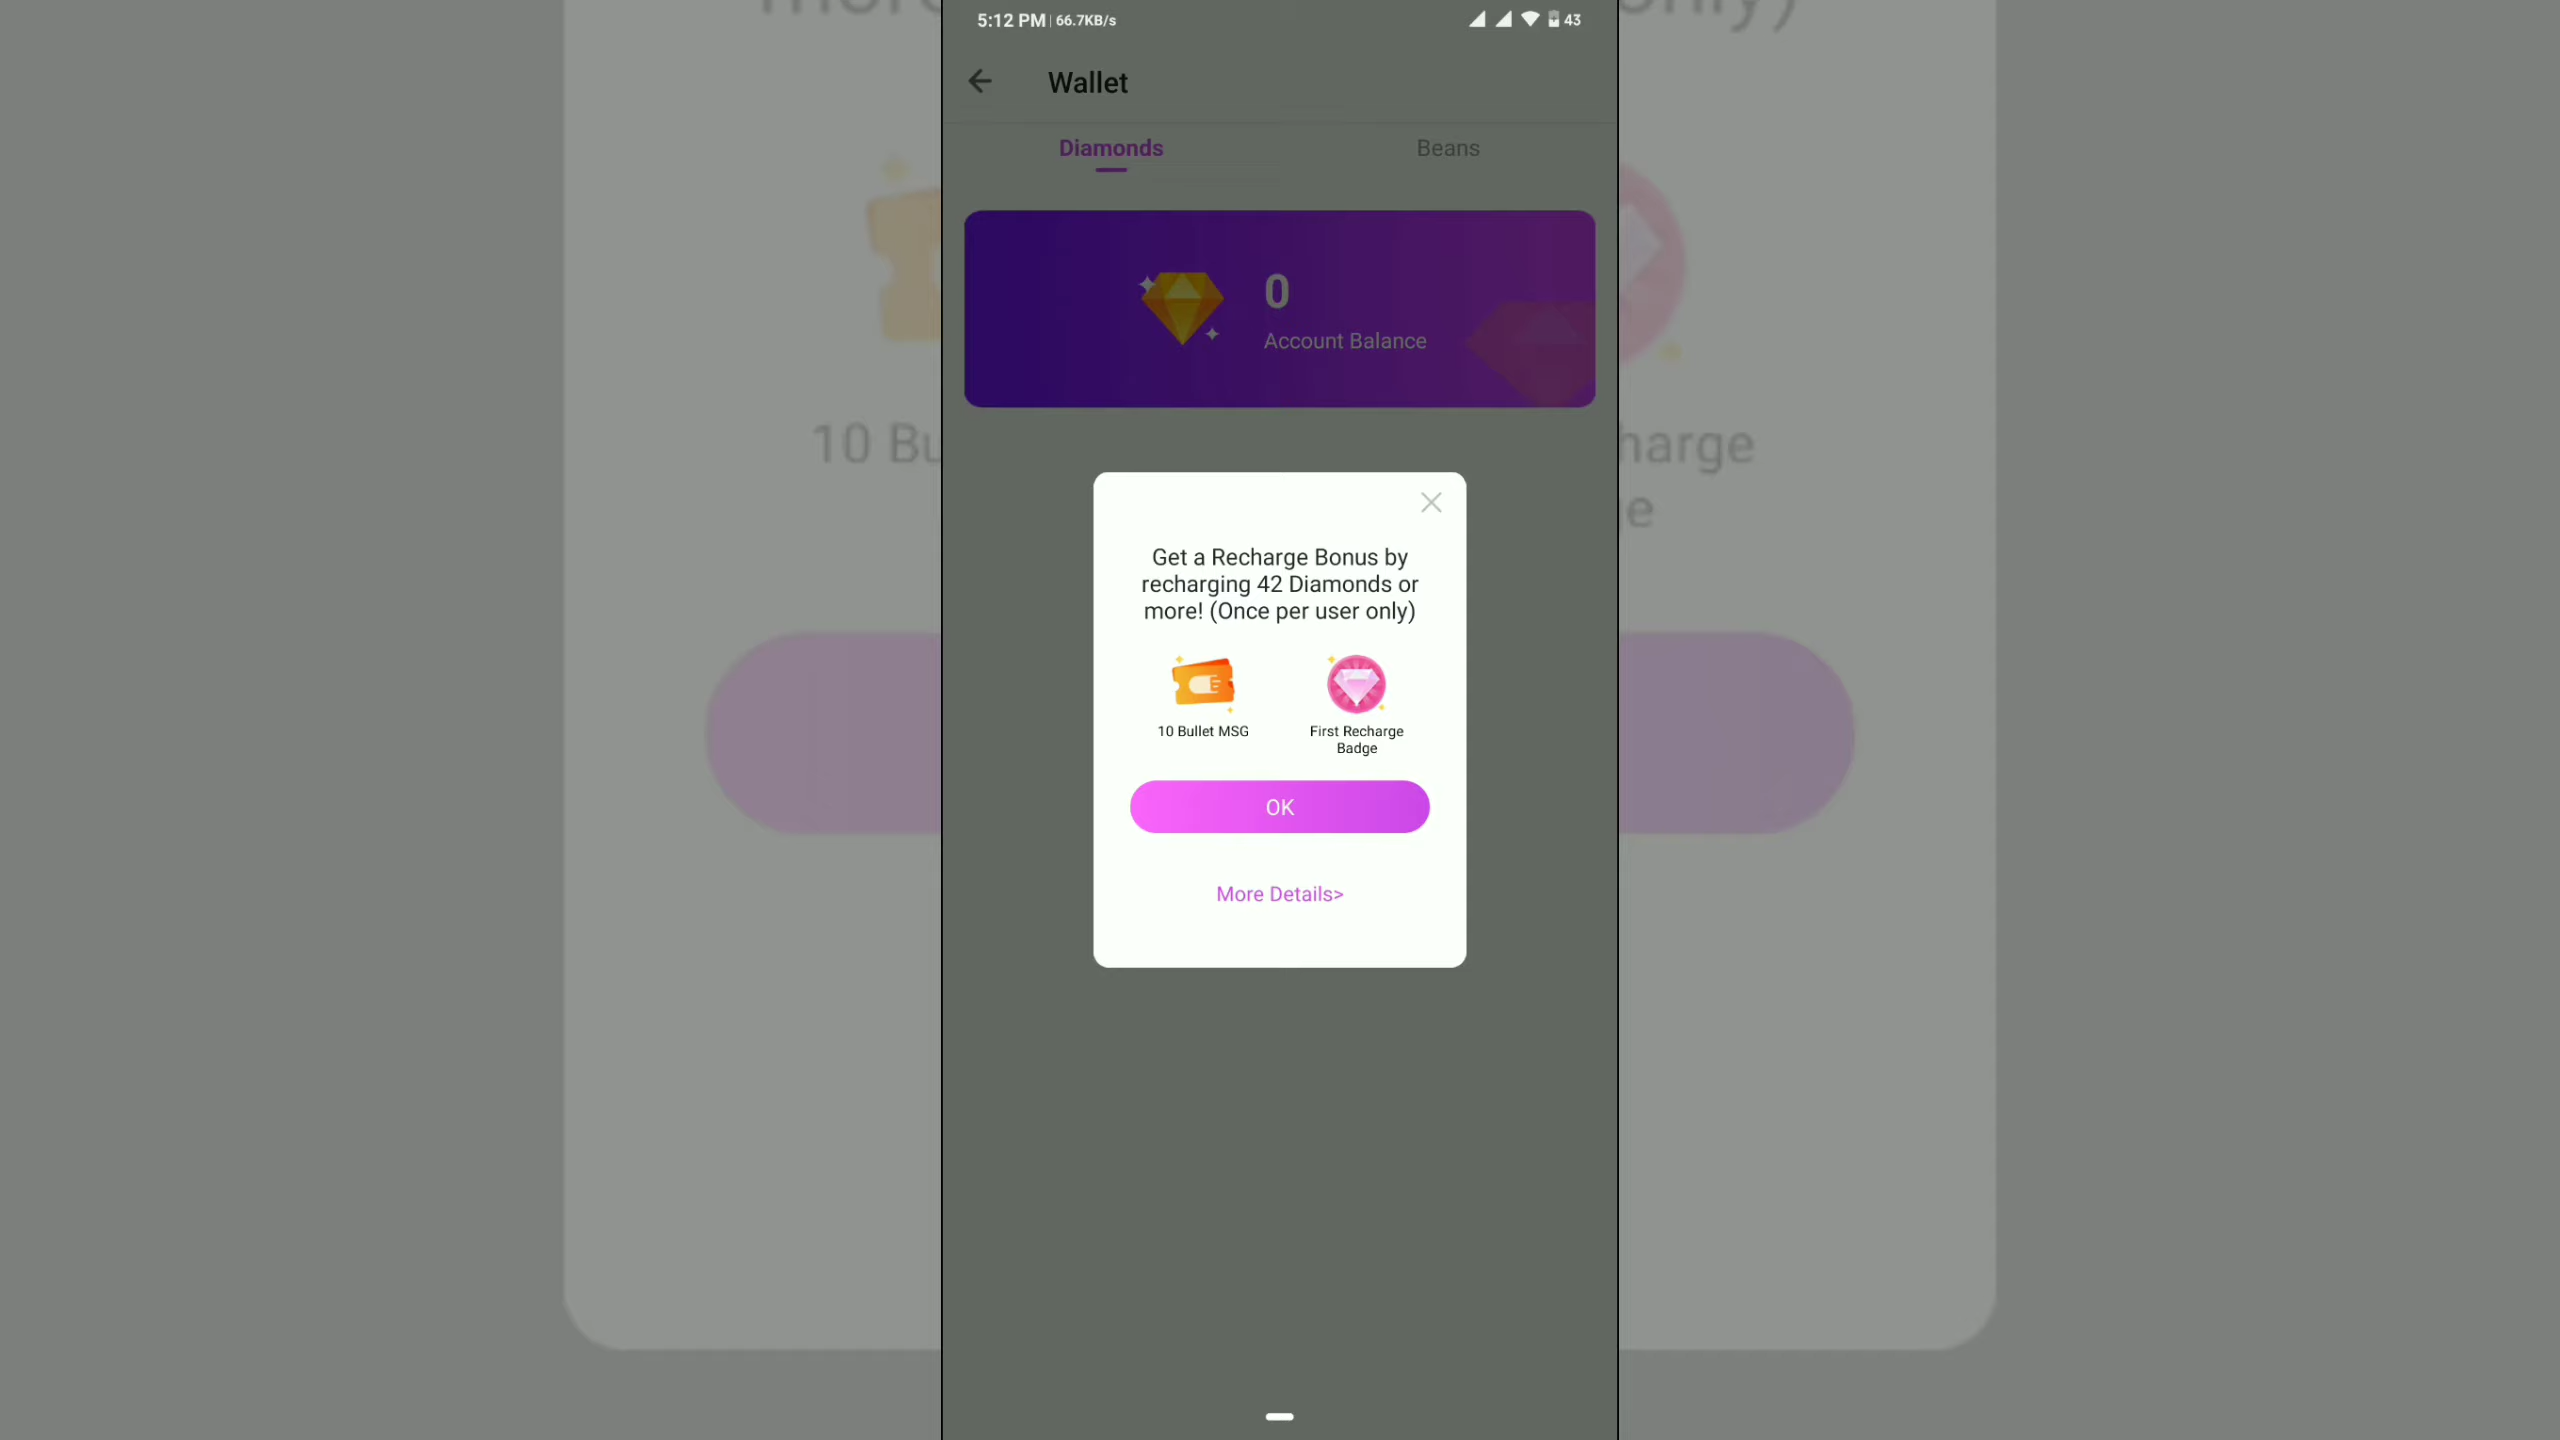 5:12 PM | 66.7KB/s 43
Wallet
Diamonds Beans
0
Account Balance
Get a Recharge Bonus by
recharging 42 Diamonds or
more! (Once per user only)
10 Bullet MSG
First Recharge
Badge
OK
More Details>
10 Bu
harge
e